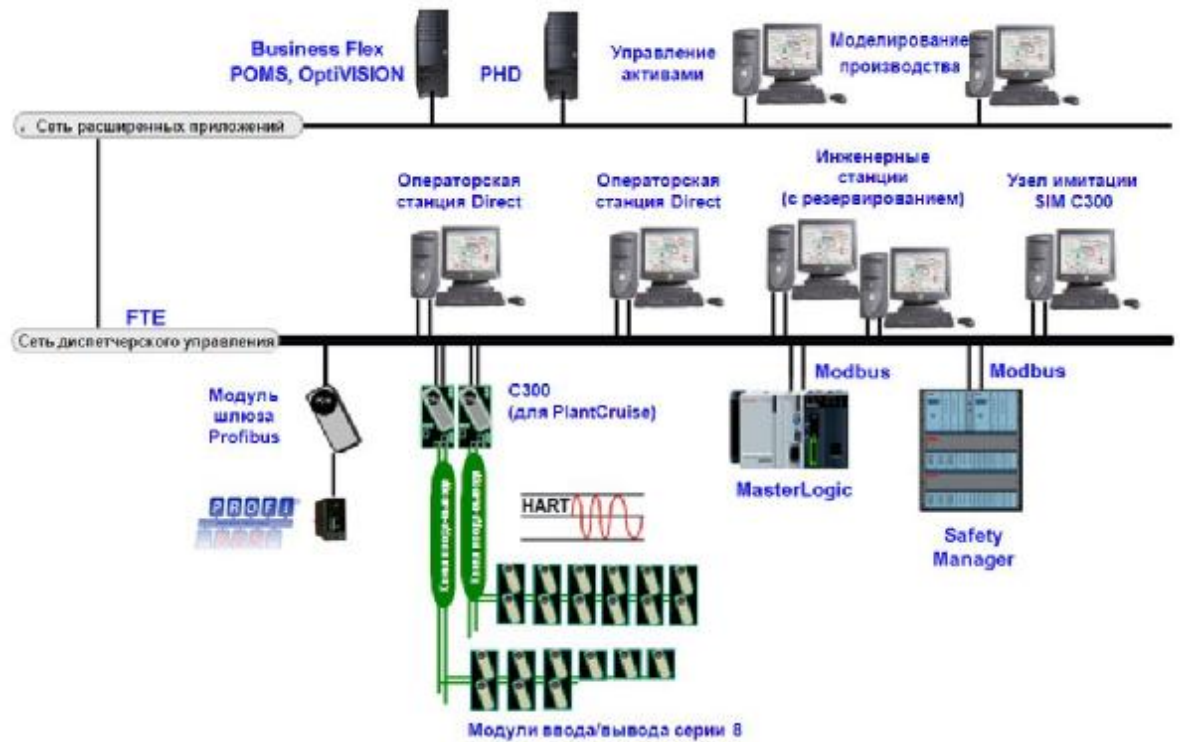 Business Flex
POMS, OptiVISION
PHD
Управление
активами
Моделирование
производства
Сеть расширенных приложений
Операторская
станция Direct
Операторская
станция Direct
Инженерные
станции
(с резервированием)
Узел имитации
SIM C300
FTE
Сеть диспетчерского управления
Модуль
шлюза
Profibus
C300
(для PlantCruise)
Modbus
Modbus
PROFI
BUS
HART
MasterLogic
Safety
Manager
Модули ввода/вывода серии 8